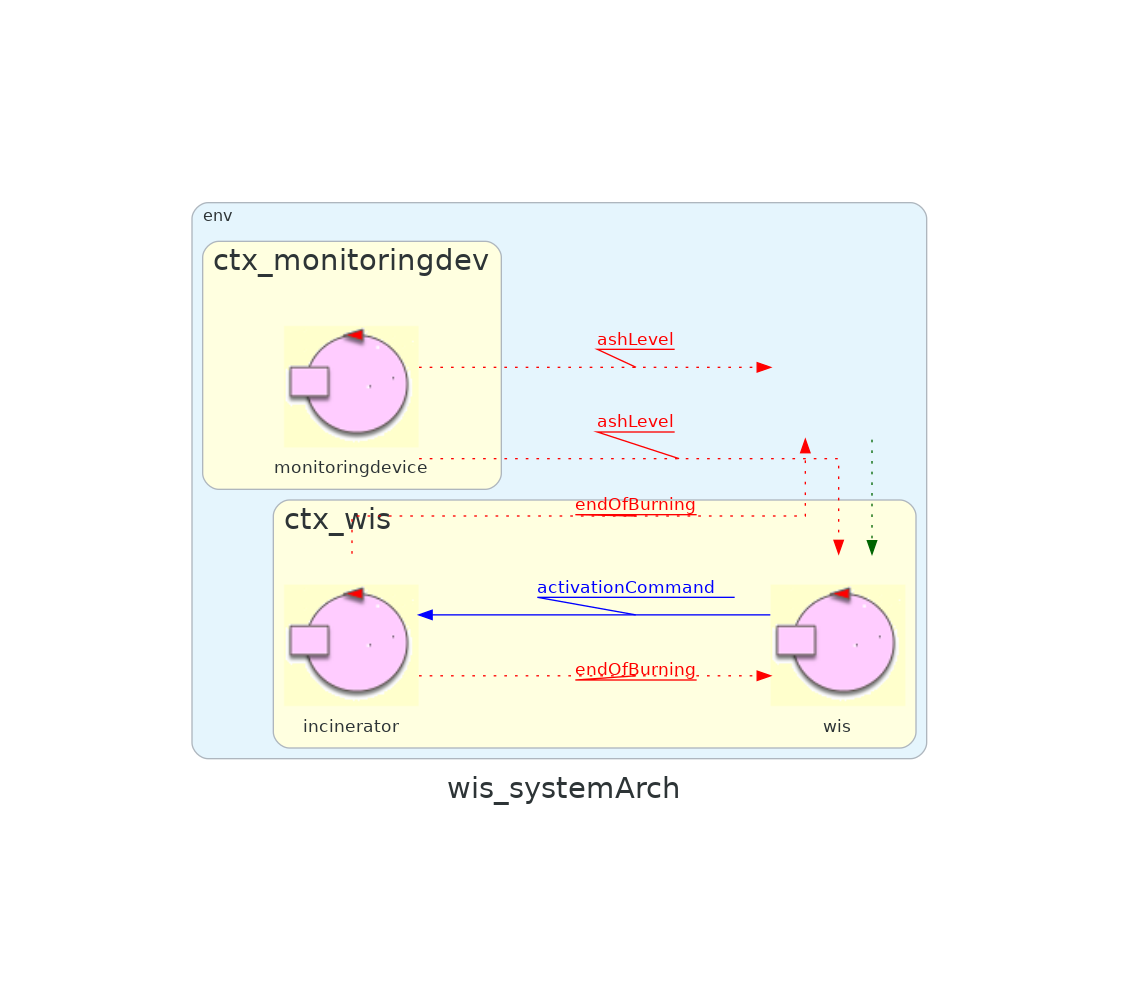 env
ctx_monitoringdev
ashLevel
ashLevel
monitoringdevice
endOfBurning
ctx_wis
activationCommand
endOfBurning
incinerator
wis
wis_systemArch